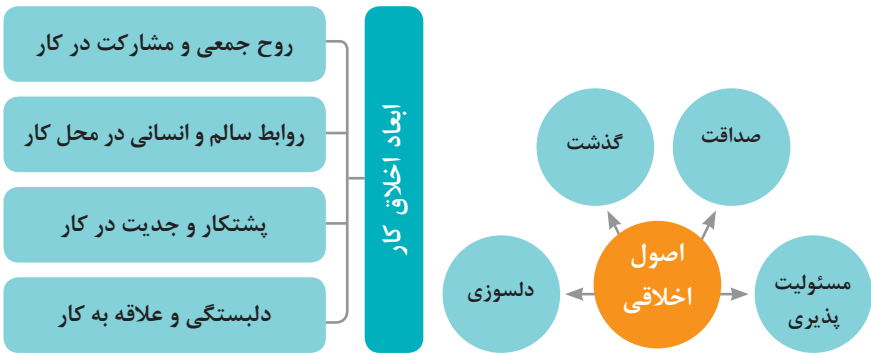 صداقت
گذشت
مسئولیت
پذیری
اصول
اخلاقی
دلسوزی
ابعاد اخلاق کار
روح جمعی و مشارکت در کار
روابط سالم و انسانی در محل کار
پشتکار و جدیت در کار
دلبستگی و علاقه به کار